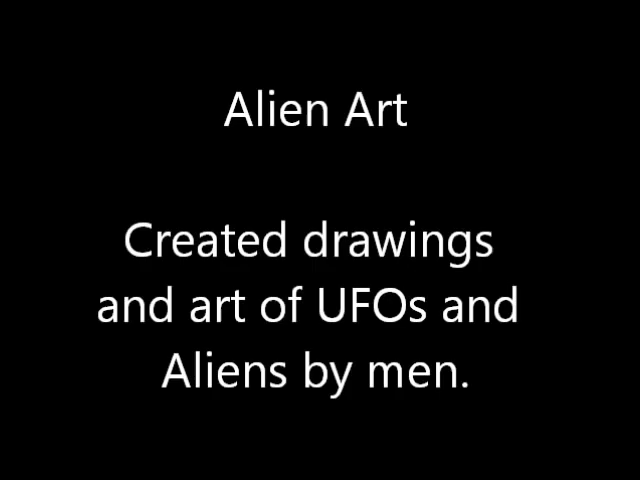 Alien Art
Created drawings
and art of UFOs and
Aliens by men.